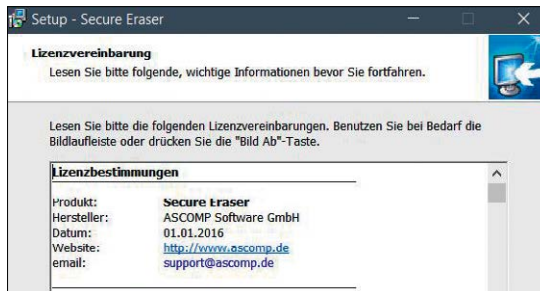 Setup - Secure Eraser
Lizenzvereinbarung
Lesen Sie bitte folgende, wichtige Informationen bevor Sie fortfahren.
Lesen Sie bitte die folgenden Lizenzvereinbarungen. Benutzen Sie bei Bedarf die
Bildlaufleiste oder drücken Sie die "Bild Ab"-Taste.
Lizenzbestimmungen
Produkt: Secure Eraser
Hersteller: ASCOMP Software GmbH
Datum: 01.01.2016
Website: http://www.ascomp.de
email: support@ascomp.de